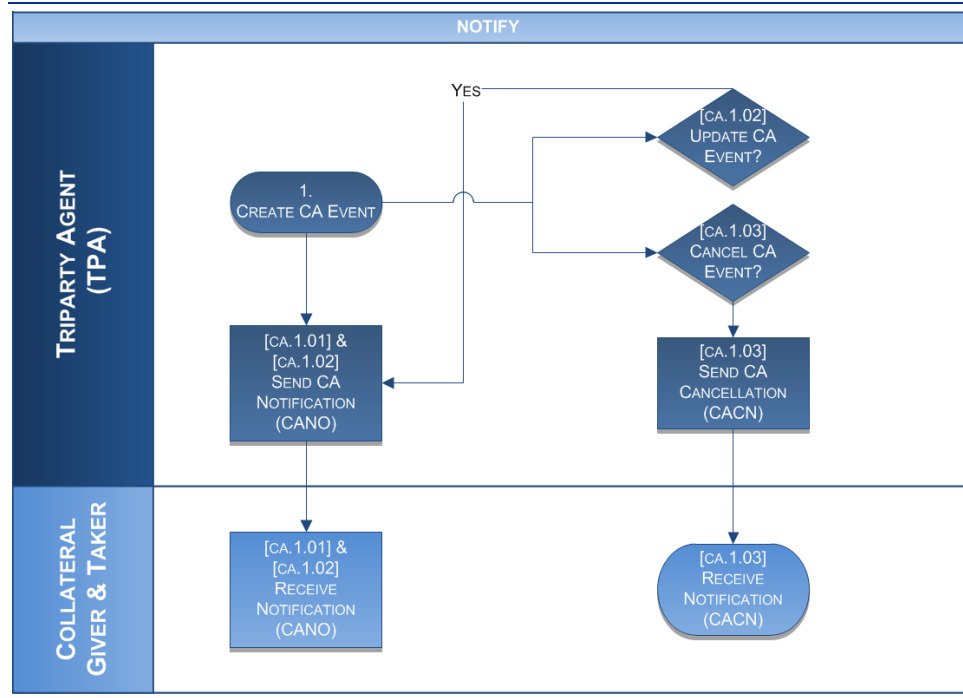 NOTIFY
TRIPARTY AGENT
(TPA)
YES
[CA.1.02]
UPDATE CA
EVENT?
1.
CREATE CA EVENT
[CA.1.03]
CANCEL CA
EVENT?
[CA.1.01] &
[CA.1.02]
SEND CA
NOTIFICATION
(CANO)
[CA.1.03]
SEND CA
CANCELLATION
(CACN)
COLLATERAL
GIVER & TAKER
[CA.1.01] &
[CA.1.02]
RECEIVE
NOTIFICATION
(CANO)
[CA.1.03]
RECEIVE
NOTIFICATION
(CACN)